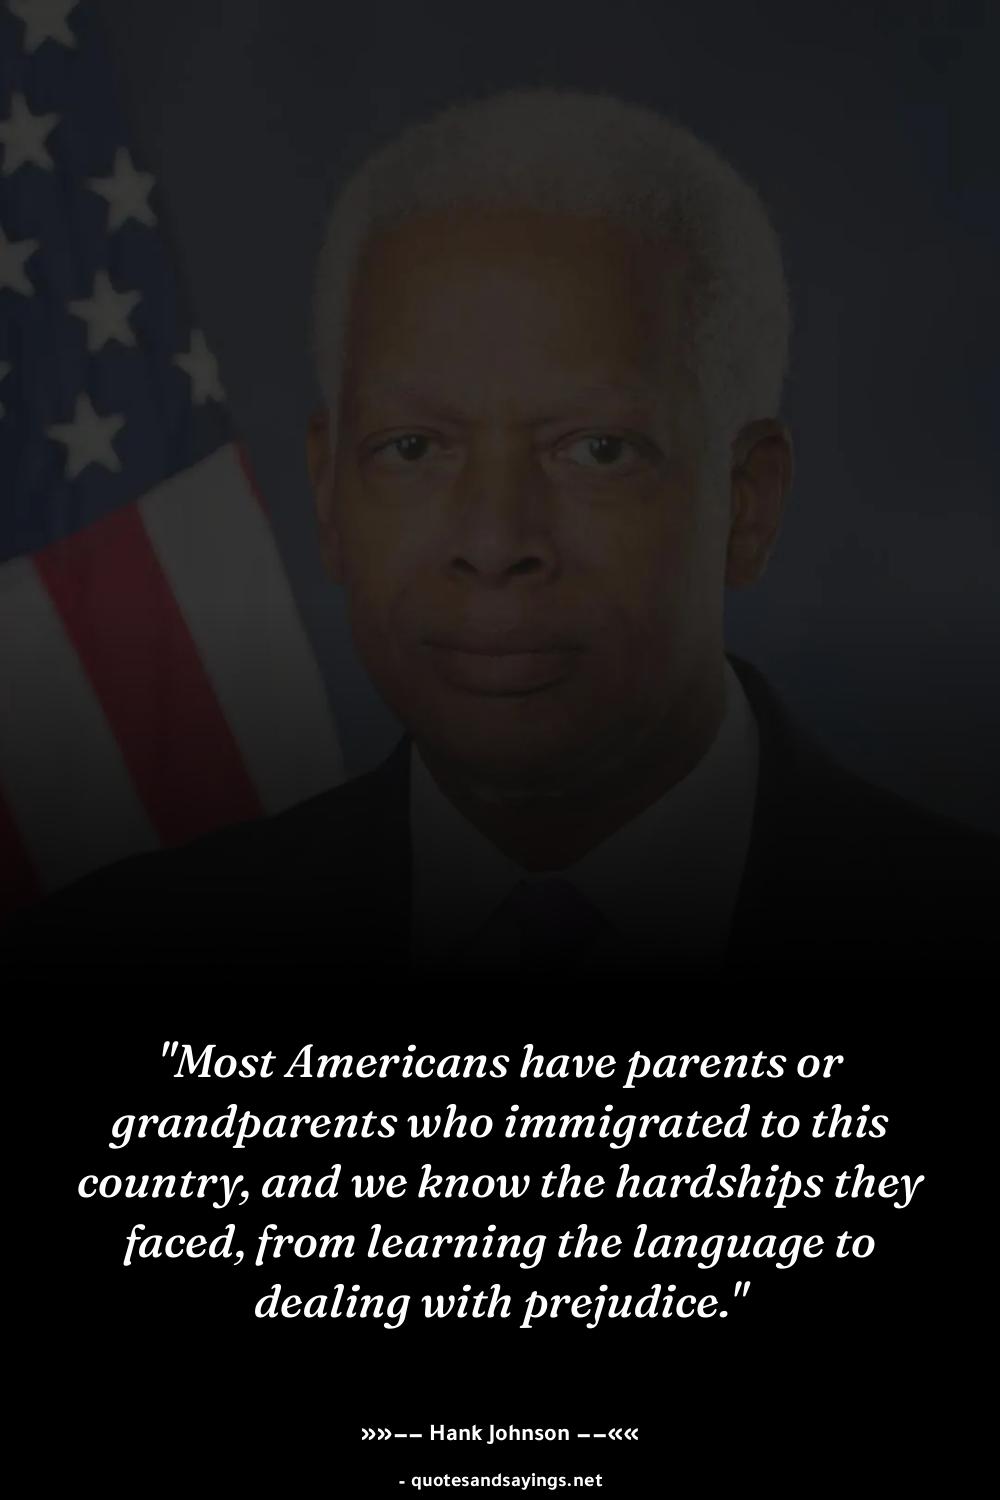 "Most Americans have parents or
grandparents who immigrated to this
country, and we know the hardships they
faced, from learning the language to
dealing with prejudice."
»»−− Hank Johnson −−««
- quotesandsayings.net